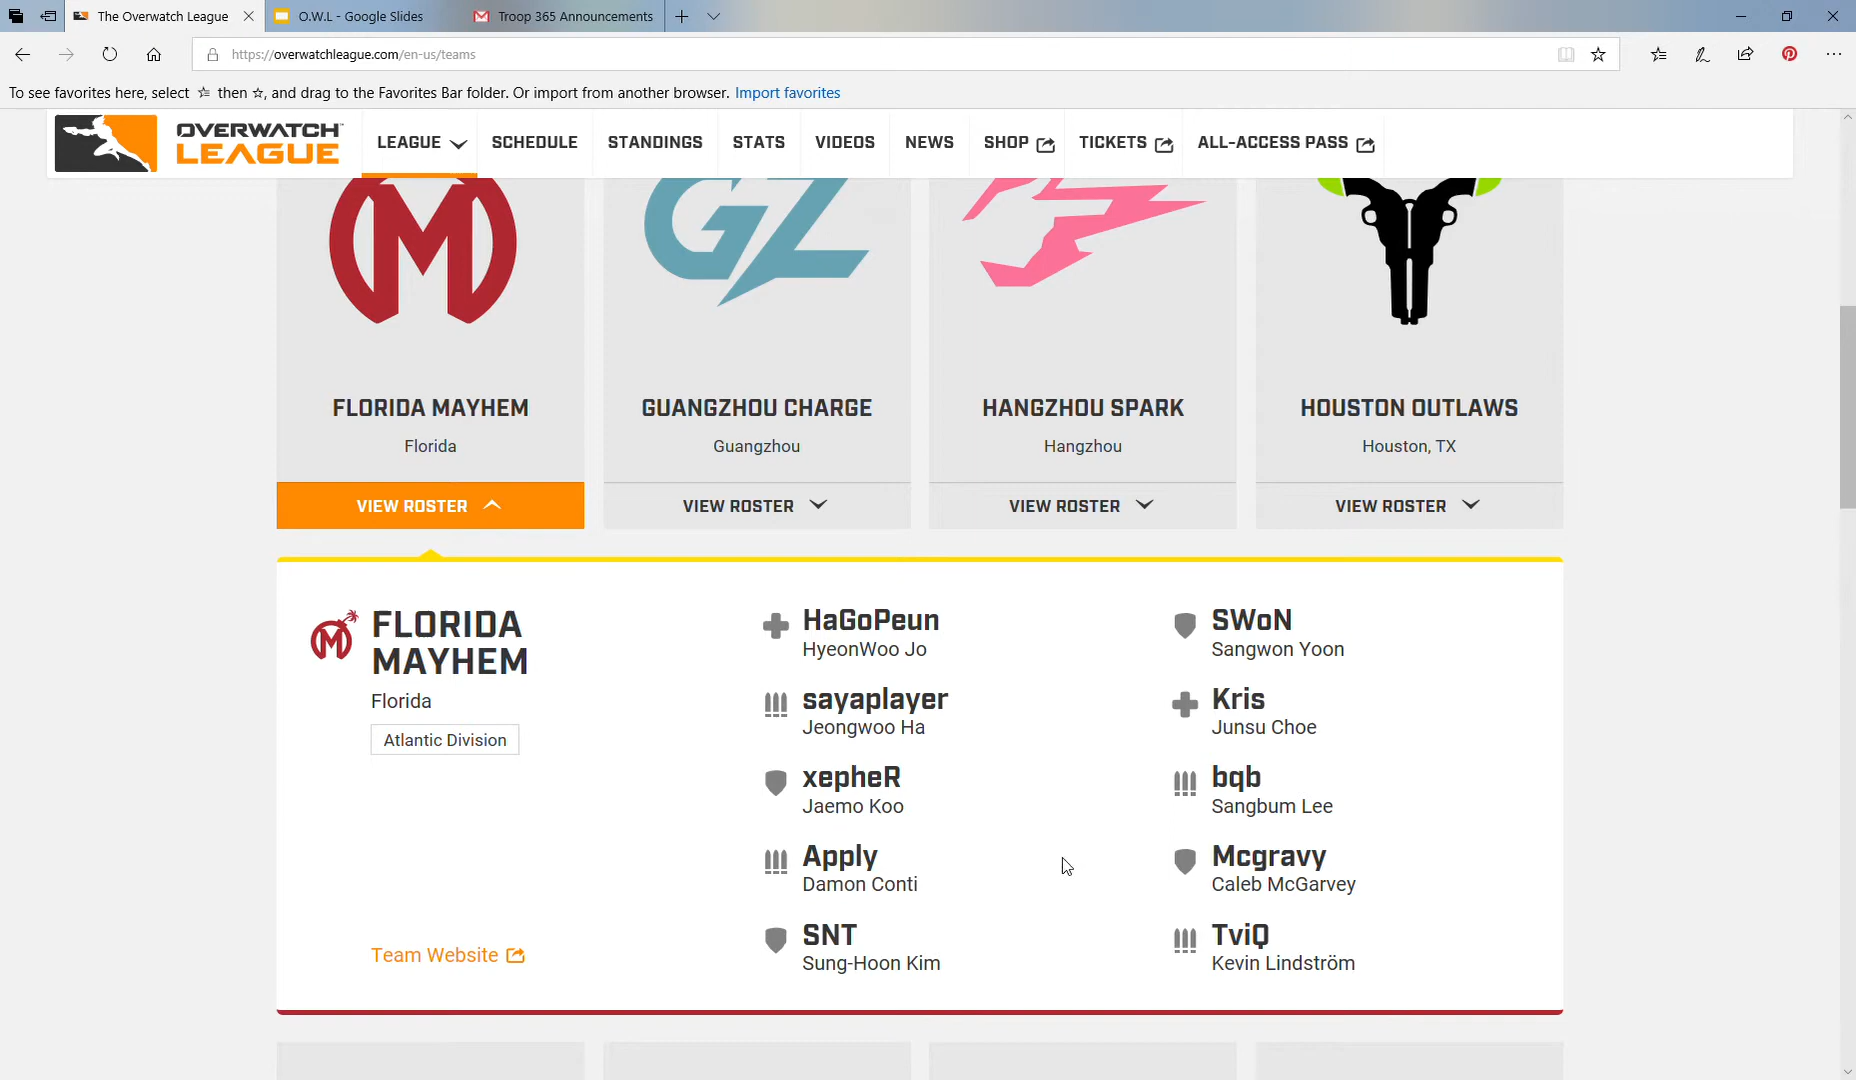 The Overwatch League
O.W.L - Google Slides
Troop 365 Announcements
https://overwatchleague.com/en-us/teams
To see favorites here, select then , and drag to the Favorites Bar folder. Or import from another browser. Import favorites
OVERWATCH LEAGUE
LEAGUE
SCHEDULE
STANDINGS
STATS
VIDEOS
NEWS
SHOP
TICKETS
ALL-ACCESS PASS
M
GZ
FLORIDA MAYHEM
GUANGZHOU CHARGE
HANGZHOU SPARK
HOUSTON OUTLAWS
Florida
Guangzhou
Hangzhou
Houston, TX
VIEW ROSTER
VIEW ROSTER
VIEW ROSTER
VIEW ROSTER
M
FLORIDA
MAYHEM
Florida
Atlantic Division
Team Website
HaGoPeun
HyeonWoo Jo
sayaplayer
Jeongwoo Ha
xepheR
Jaemo Koo
Apply
Damon Conti
SNT
Sung-Hoon Kim
SWoN
Sangwon Yoon
Kris
Junsu Choe
bqb
Sangbum Lee
Mcgravy
Caleb McGarvey
TviQ
Kevin Lindström